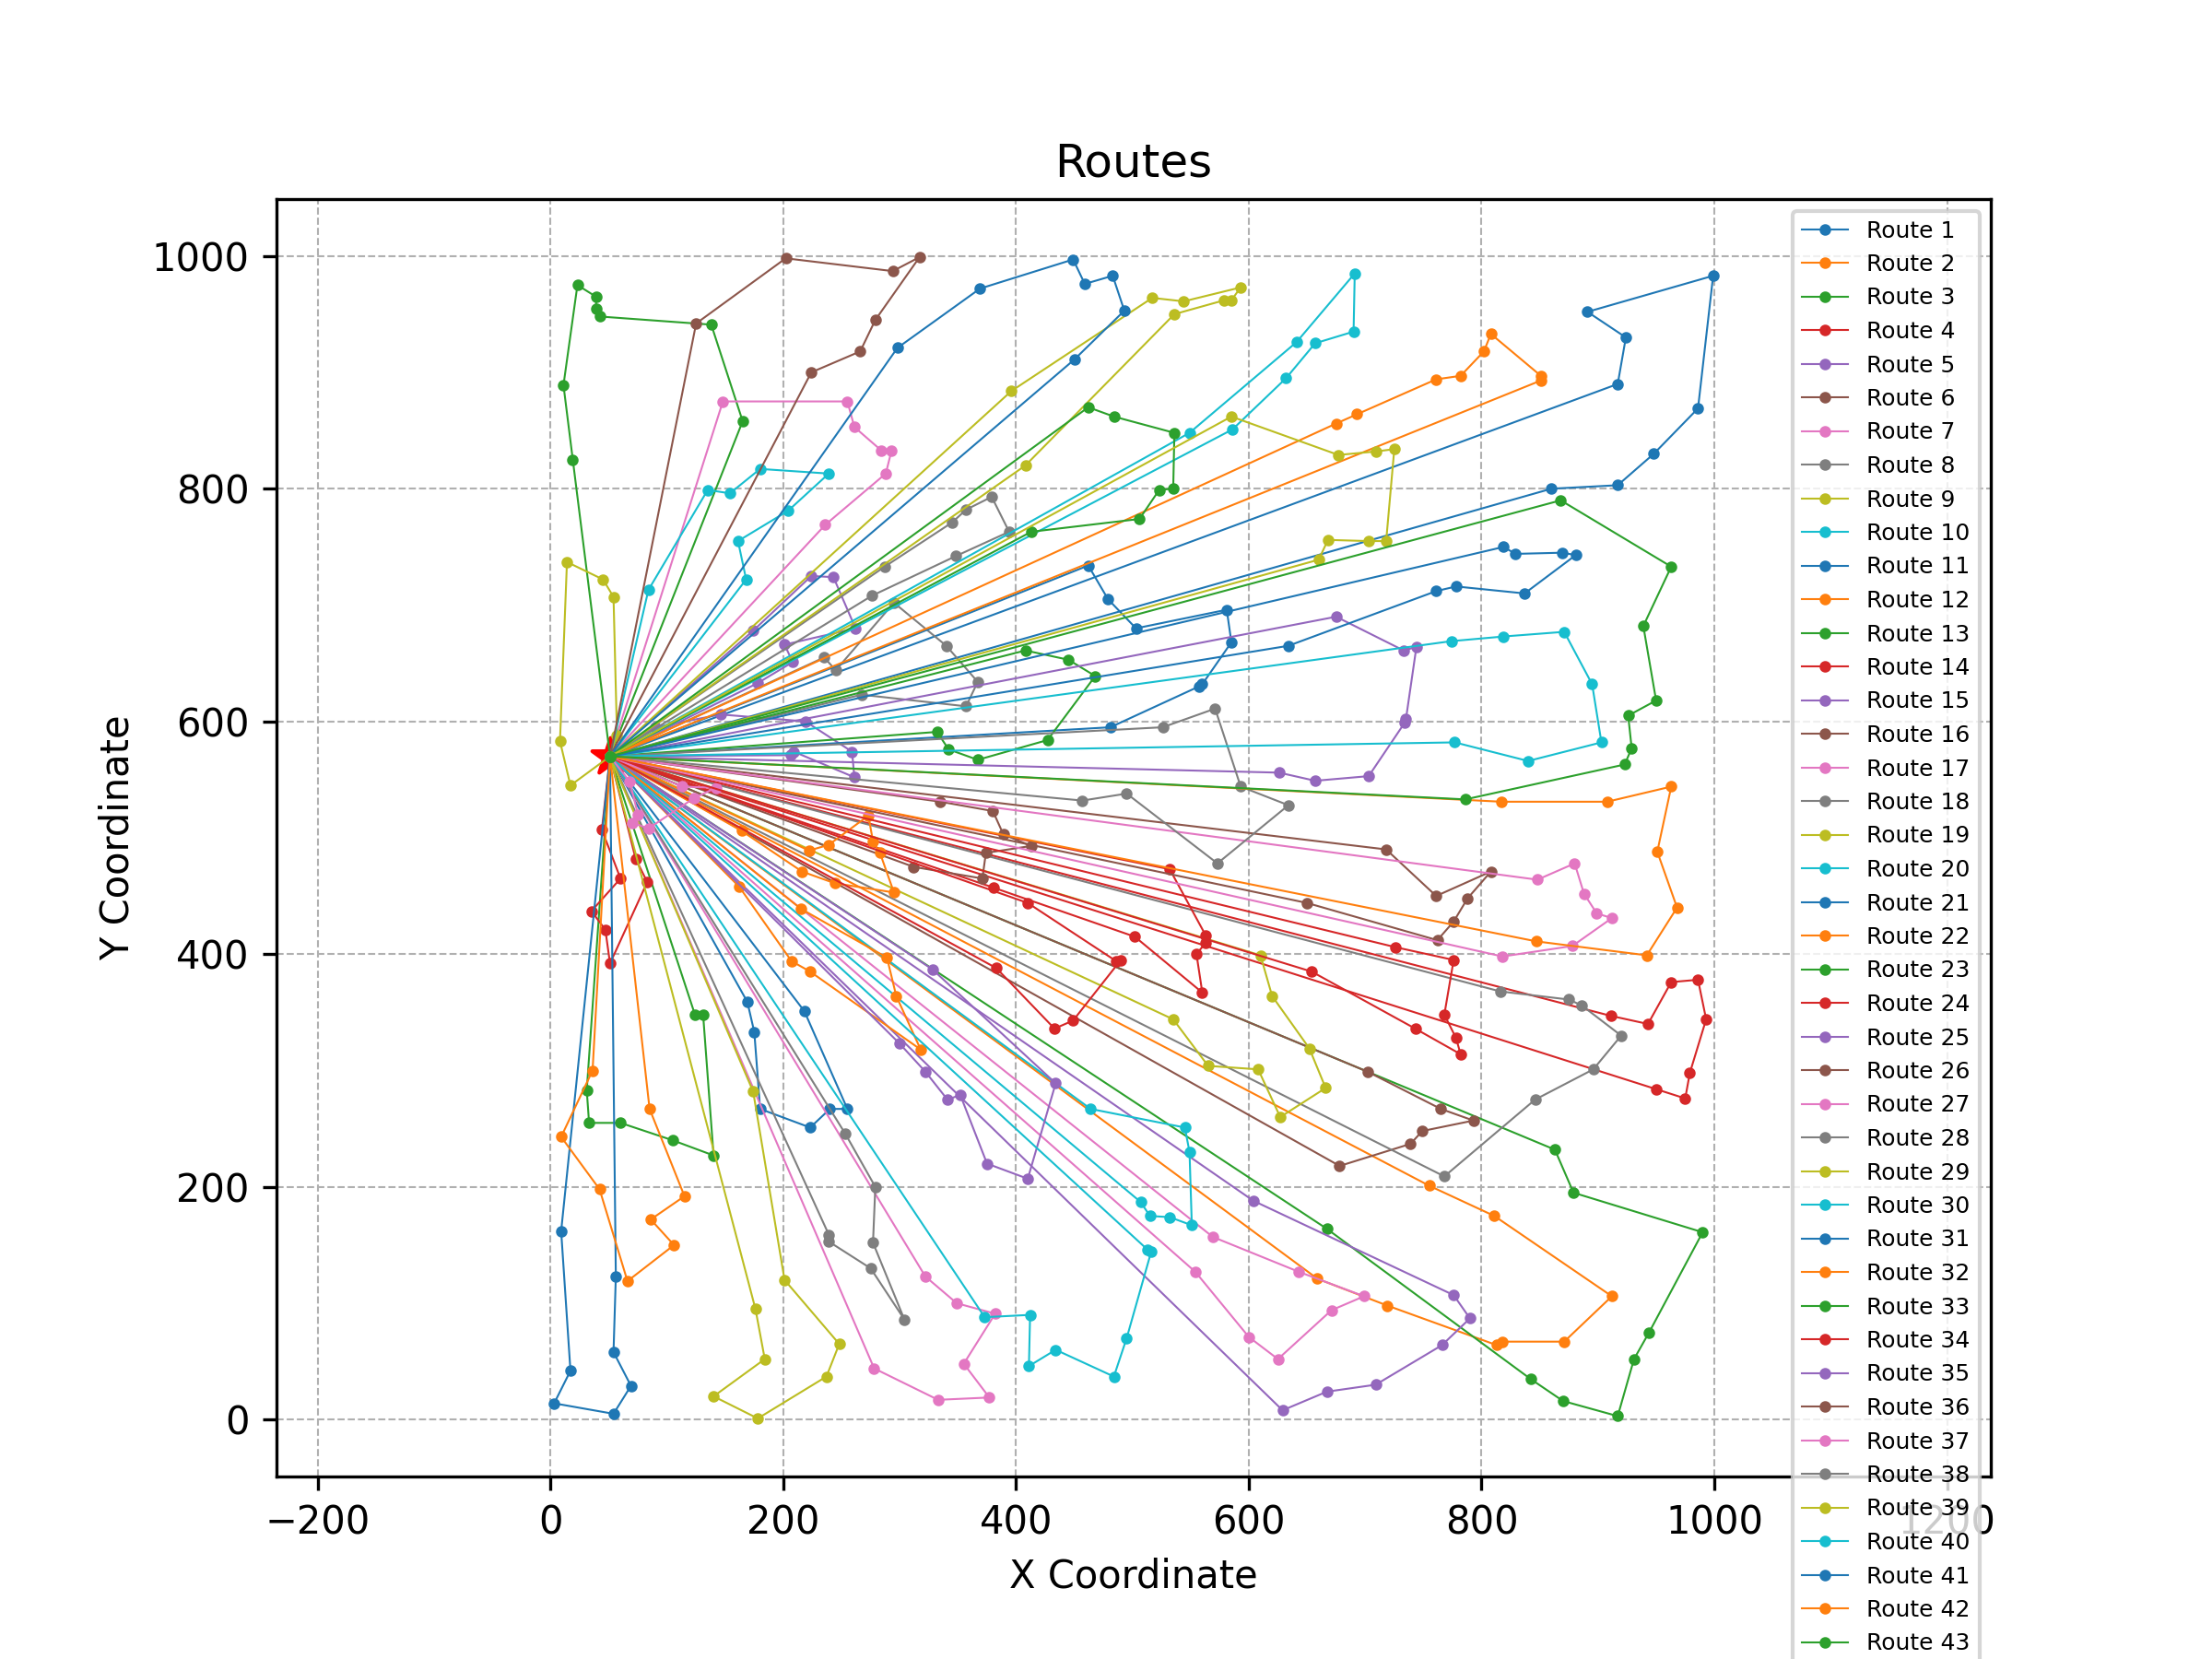 Routes
1000
800
600
400
200
0
Y Coordinate
−200
0
200
400
600
800
1000
1200
X Coordinate
Route 1
Route 2
Route 3
Route 4
Route 5
Route 6
Route 7
Route 8
Route 9
Route 10
Route 11
Route 12
Route 13
Route 14
Route 15
Route 16
Route 17
Route 18
Route 19
Route 20
Route 21
Route 22
Route 23
Route 24
Route 25
Route 26
Route 27
Route 28
Route 29
Route 30
Route 31
Route 32
Route 33
Route 34
Route 35
Route 36
Route 37
Route 38
Route 39
Route 40
Route 41
Route 42
Route 43